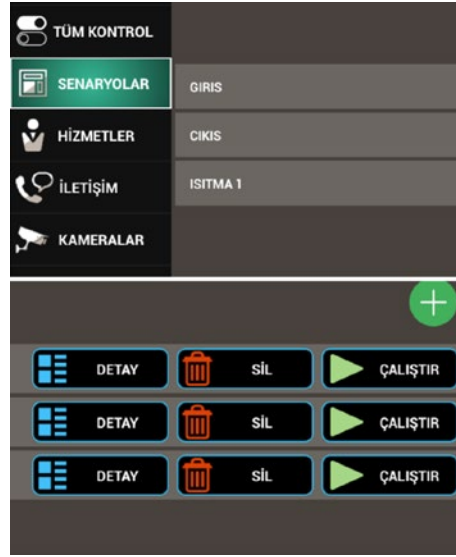 TÜM KONTROL
SENARYOLAR
GIRIS
HİZMETLER
CIKIS
İLETİŞİM
ISITMA 1
KAMERALAR
DETAY SİL ÇALIŞTIR
DETAY SİL ÇALIŞTIR
DETAY SİL ÇALIŞTIR